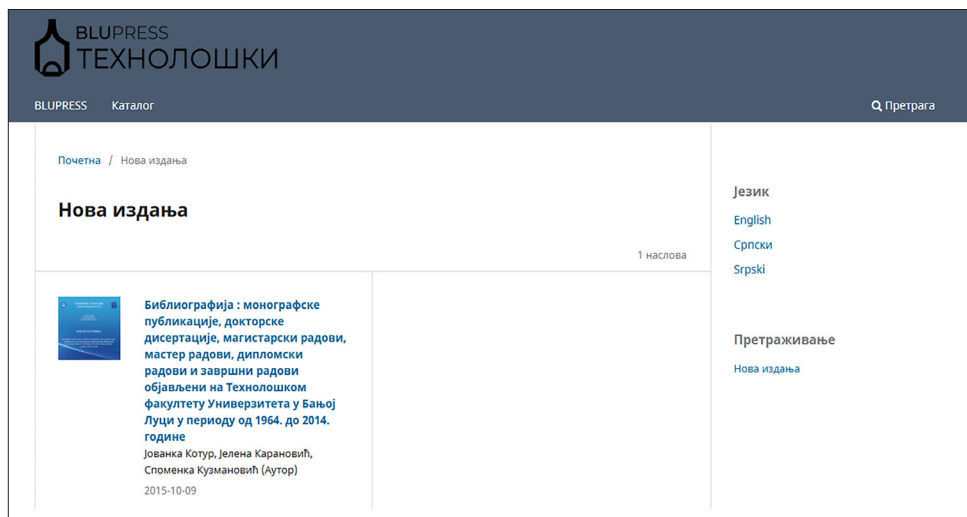 BLUPRESS
ТЕХНОЛОШКИ
BLUPRESS Каталог Претрага
Почетна / Нова издања
Нова издања
1 наслова
Библиографија : монографске
публикације, докторске
дисертације, магистарски радови,
мастер радови, дипломски
радови и завршни радови
објављени на Технолошком
факултету Универзитета у Бањој
Луци у периоду од 1964. до 2014.
године
Јованка Котур, Јелена Карановић,
Споменка Кузмановић (Аутор)
2015-10-09
Језик
English
Српски
Srpski
Претраживање
Нова издања